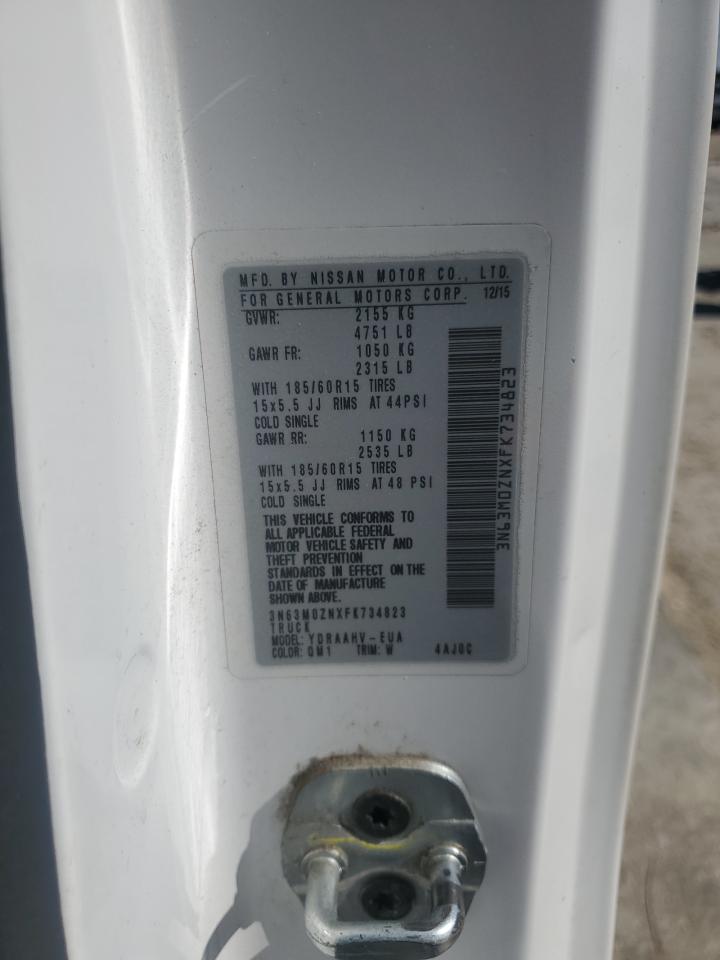 MFD. BY NISSAN MOTOR CO., LTD.
FOR GENERAL MOTORS CORP. 12/15
GVWR: 2155 KG
4751 LB
GAWR FR: 1050 KG
2315 LB
WITH 185/60R15 TIRES
15x5.5 JJ RIMS AT 44PSI
COLD SINGLE
GAWR RR: 1150 KG
2535 LB
WITH 185/60R15 TIRES
15x5.5 JJ RIMS AT 48 PSI
COLD SINGLE
THIS VEHICLE CONFORMS TO
ALL APPLICABLE FEDERAL
MOTOR VEHICLE SAFETY AND
THEFT PREVENTION
STANDARDS IN EFFECT ON THE
DATE OF MANUFACTURE
SHOWN ABOVE.
3N63M0ZNXFK734823
TRUCK
MODEL: YDRAAHV-EUA
COLOR: QM1 TRIM: W 4AJ0C
3N63M0ZNXFK734823